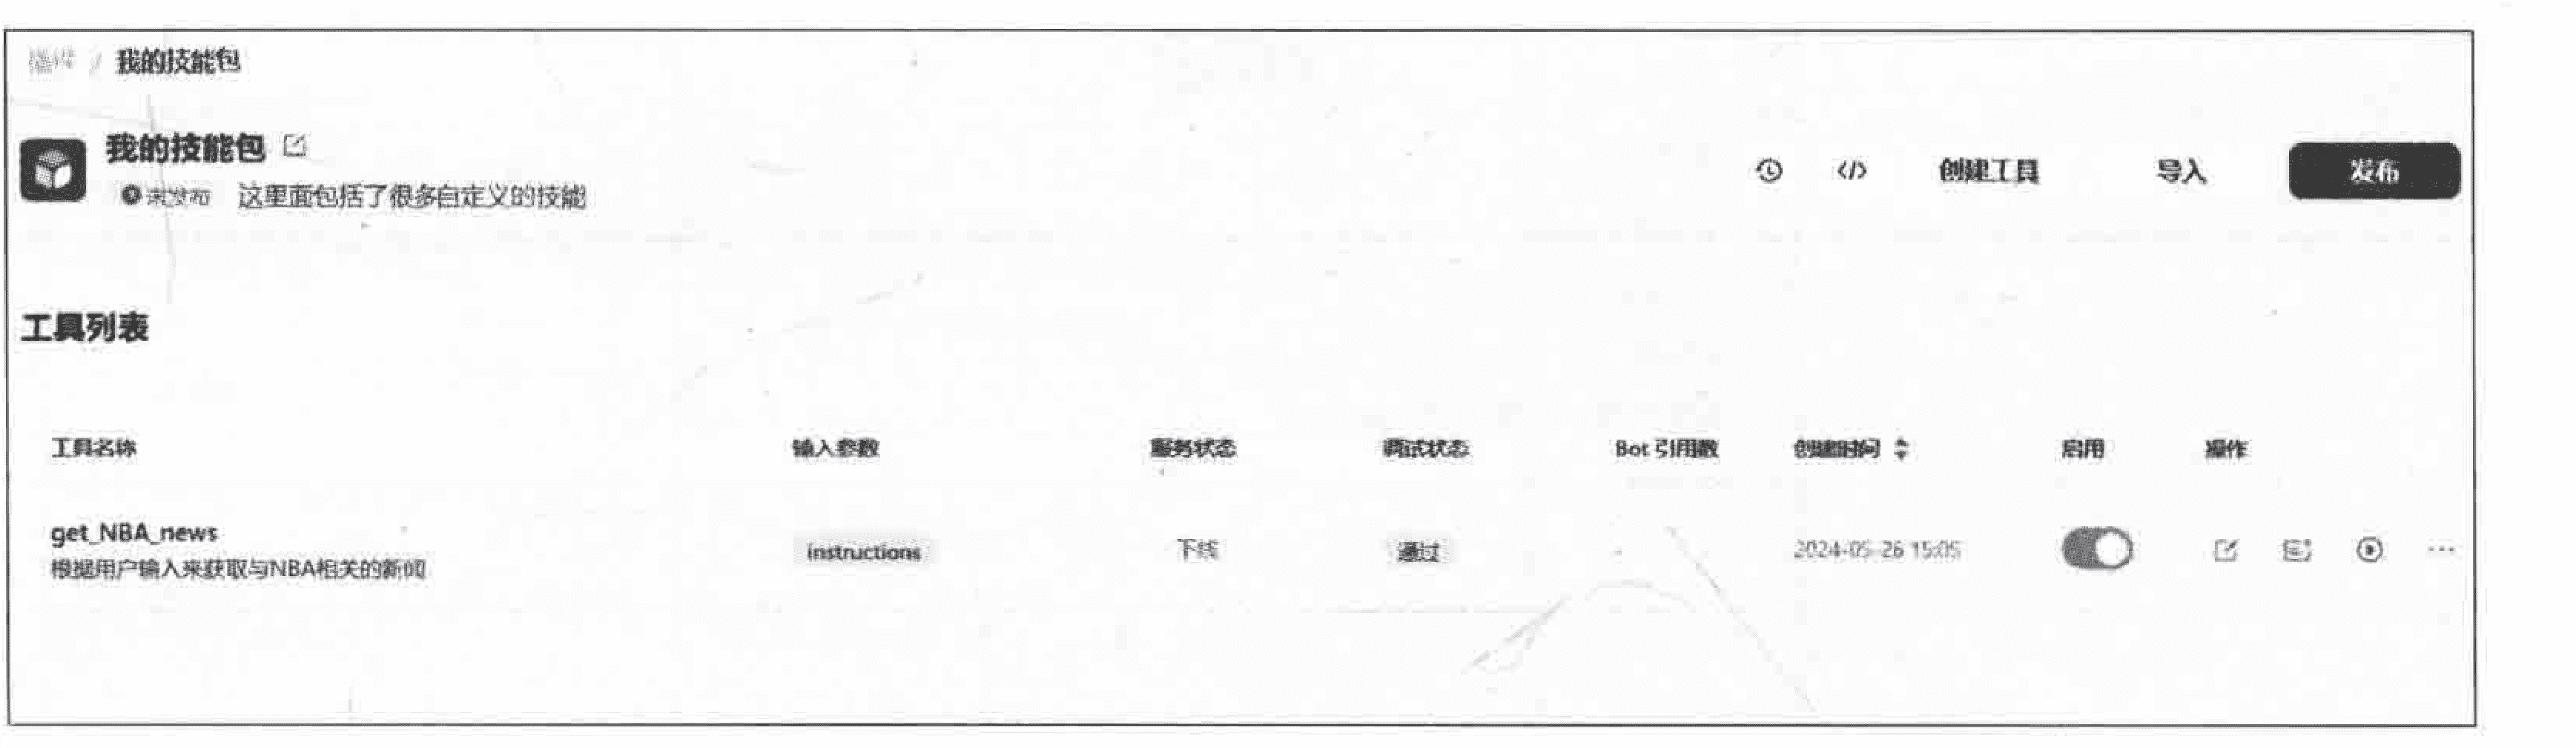 插件 / 我的技能包
我的技能包
未发布 这里面包括了很多自定义的技能
</> 创建工具 导入 发布
工具列表
工具名称 输入参数 服务状态 调试状态 Bot 引用数 创建时间 启用 操作
get_NBA_news
根据用户输入来获取与NBA相关的新闻
instructions 下线 通过 - 2024-05-26 15:05 ...